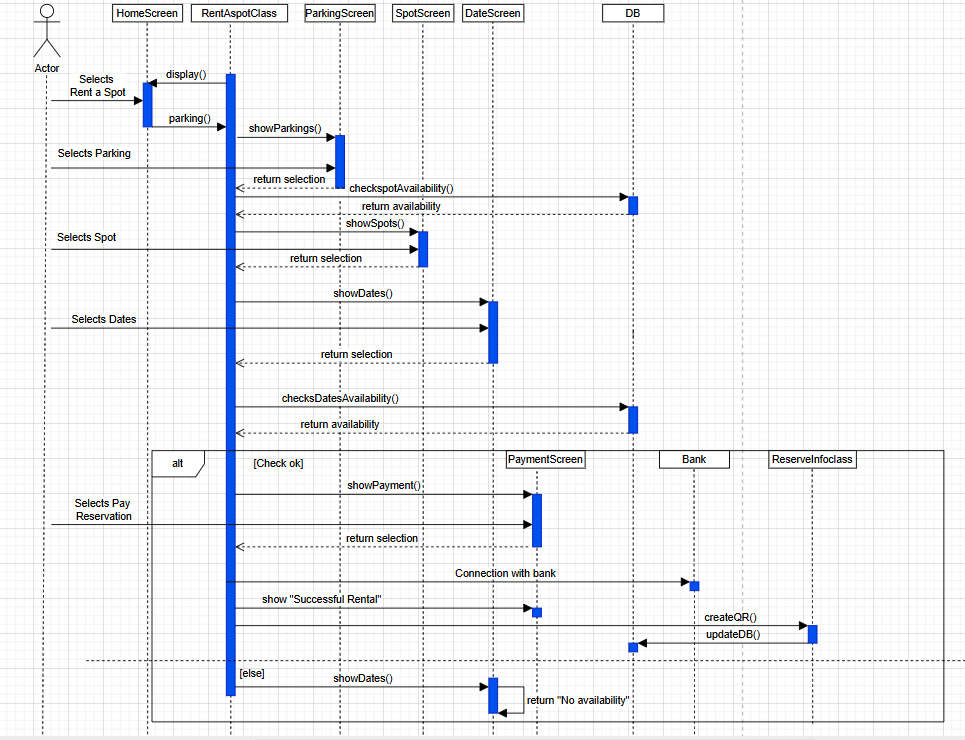 HomeScreen
RentAspotClass
ParkingScreen
SpotScreen
DateScreen
DB
Actor
display()
Selects
Rent a Spot
parking()
showParkings()
Selects Parking
return selection
checkspotAvailability()
return availability
showSpots()
Selects Spot
return selection
showDates()
Selects Dates
return selection
checksDatesAvailability()
return availability
alt
[Check ok]
PaymentScreen
Bank
ReserveInfoclass
showPayment()
Selects Pay
Reservation
return selection
Connection with bank
show "Successful Rental"
createQR()
updateDB()
[else]
showDates()
return "No availability"